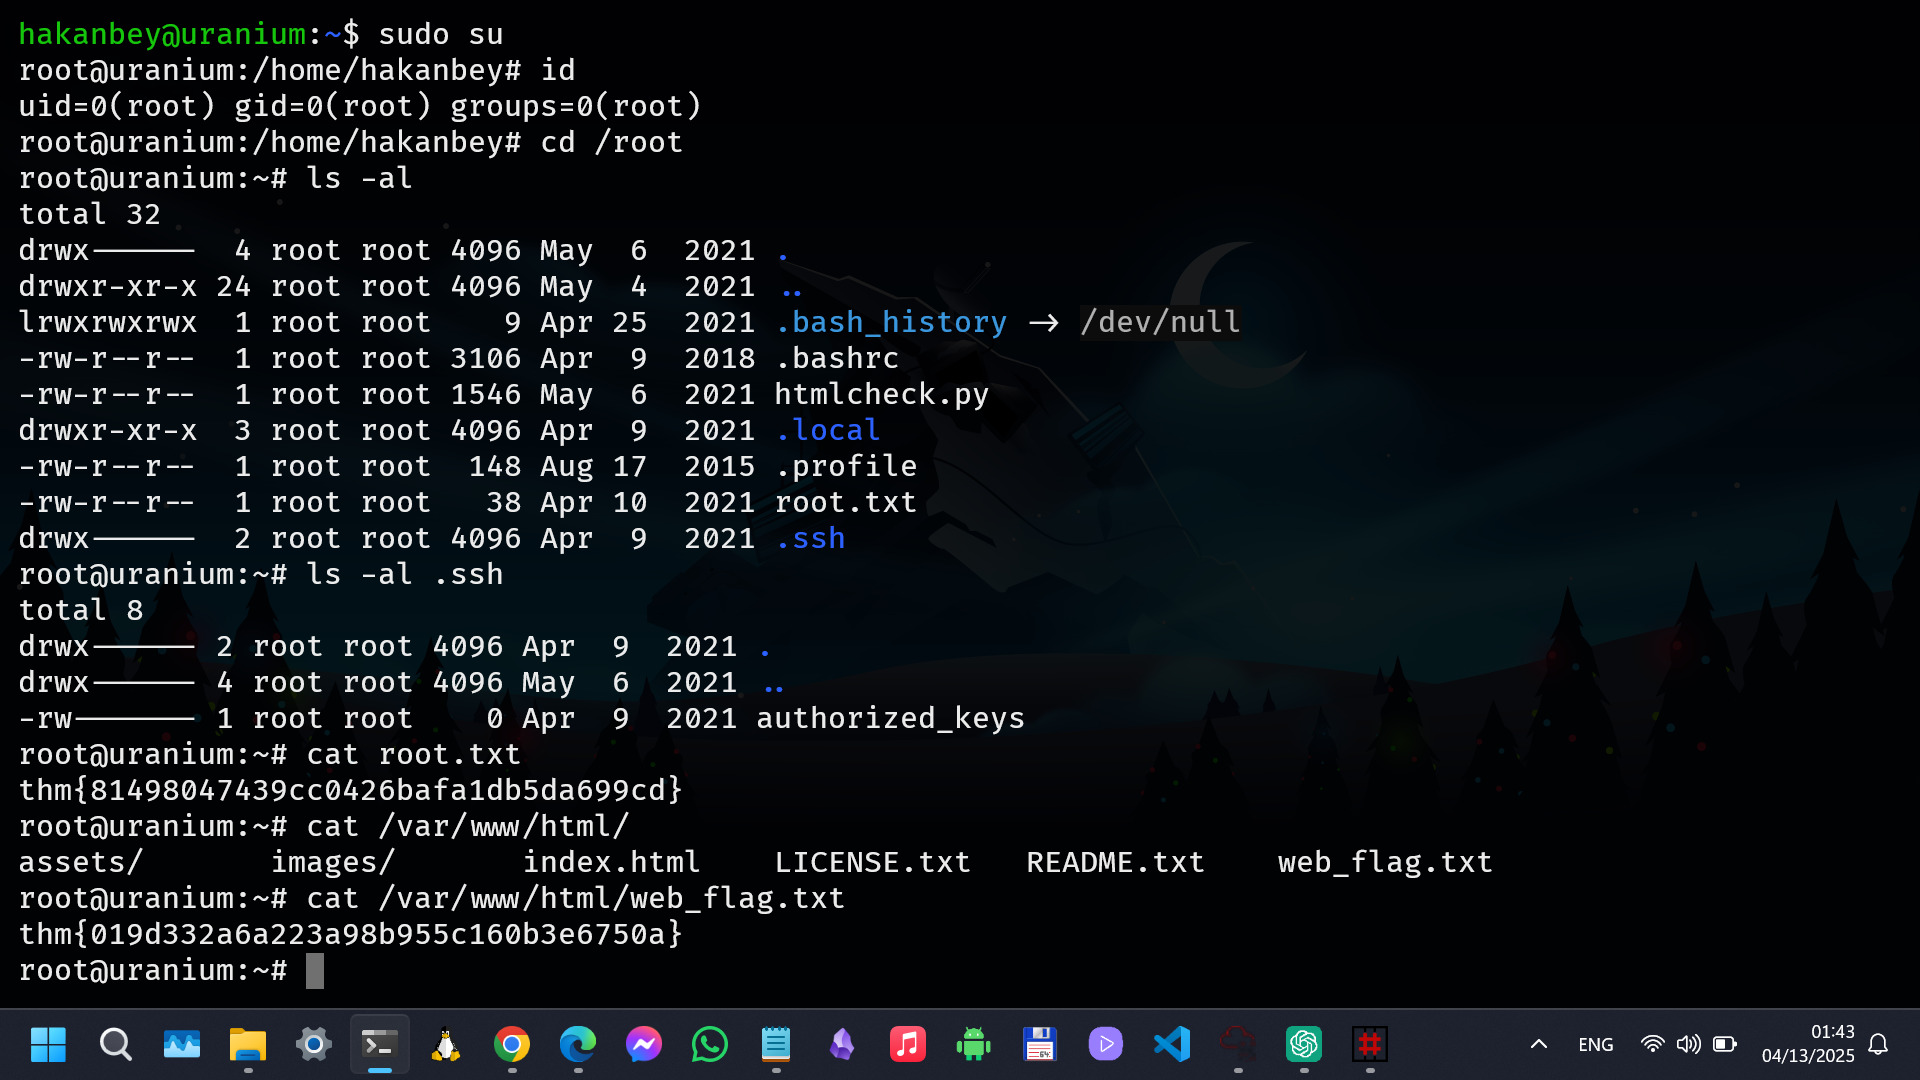 hakanbey@uranium:~$ sudo su
root@uranium:/home/hakanbey# id
uid=0(root) gid=0(root) groups=0(root)
root@uranium:/home/hakanbey# cd /root
root@uranium:~# ls -al
total 32
drwx------  4 root root 4096 May  6  2021 .
drwxr-xr-x 24 root root 4096 May  4  2021 ..
lrwxrwxrwx  1 root root    9 Apr 25  2021 .bash_history -> /dev/null
-rw-r--r--  1 root root 3106 Apr  9  2018 .bashrc
-rw-r--r--  1 root root 1546 May  6  2021 htmlcheck.py
drwxr-xr-x  3 root root 4096 Apr  9  2021 .local
-rw-r--r--  1 root root  148 Aug 17  2015 .profile
-rw-r--r--  1 root root   38 Apr 10  2021 root.txt
drwx------  2 root root 4096 Apr  9  2021 .ssh
root@uranium:~# ls -al .ssh
total 8
drwx------ 2 root root 4096 Apr  9  2021 .
drwx------ 4 root root 4096 May  6  2021 ..
-rw------- 1 root root    0 Apr  9  2021 authorized_keys
root@uranium:~# cat root.txt
thm{81498047439cc0426bafa1db5da699cd}
root@uranium:~# cat /var/www/html/
assets/       images/       index.html    LICENSE.txt   README.txt    web_flag.txt
root@uranium:~# cat /var/www/html/web_flag.txt
thm{019d332a6a223a98b955c160b3e6750a}
root@uranium:~#
64
ENG
01:43
04/13/2025